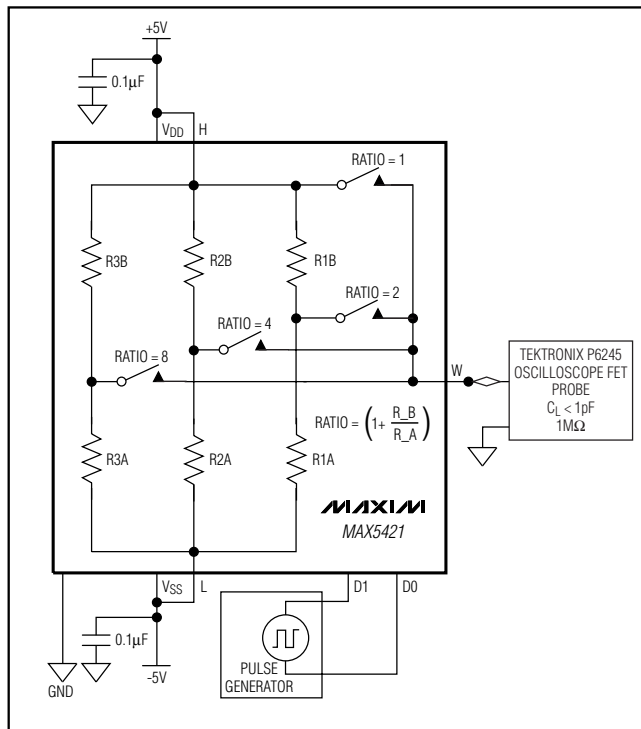 +5V
0.1µF
VDD
H
RATIO = 1
R3B
R2B
R1B
RATIO = 2
RATIO = 4
RATIO = 8
W
TEKTRONIX P6245
OSCILLOSCOPE FET
PROBE
CL < 1pF
1MΩ
RATIO = (1+ R_B / R_A)
R3A
R2A
R1A
MAXIM
MAX5421
VSS
L
D1
D0
0.1µF
PULSE
GENERATOR
GND
-5V